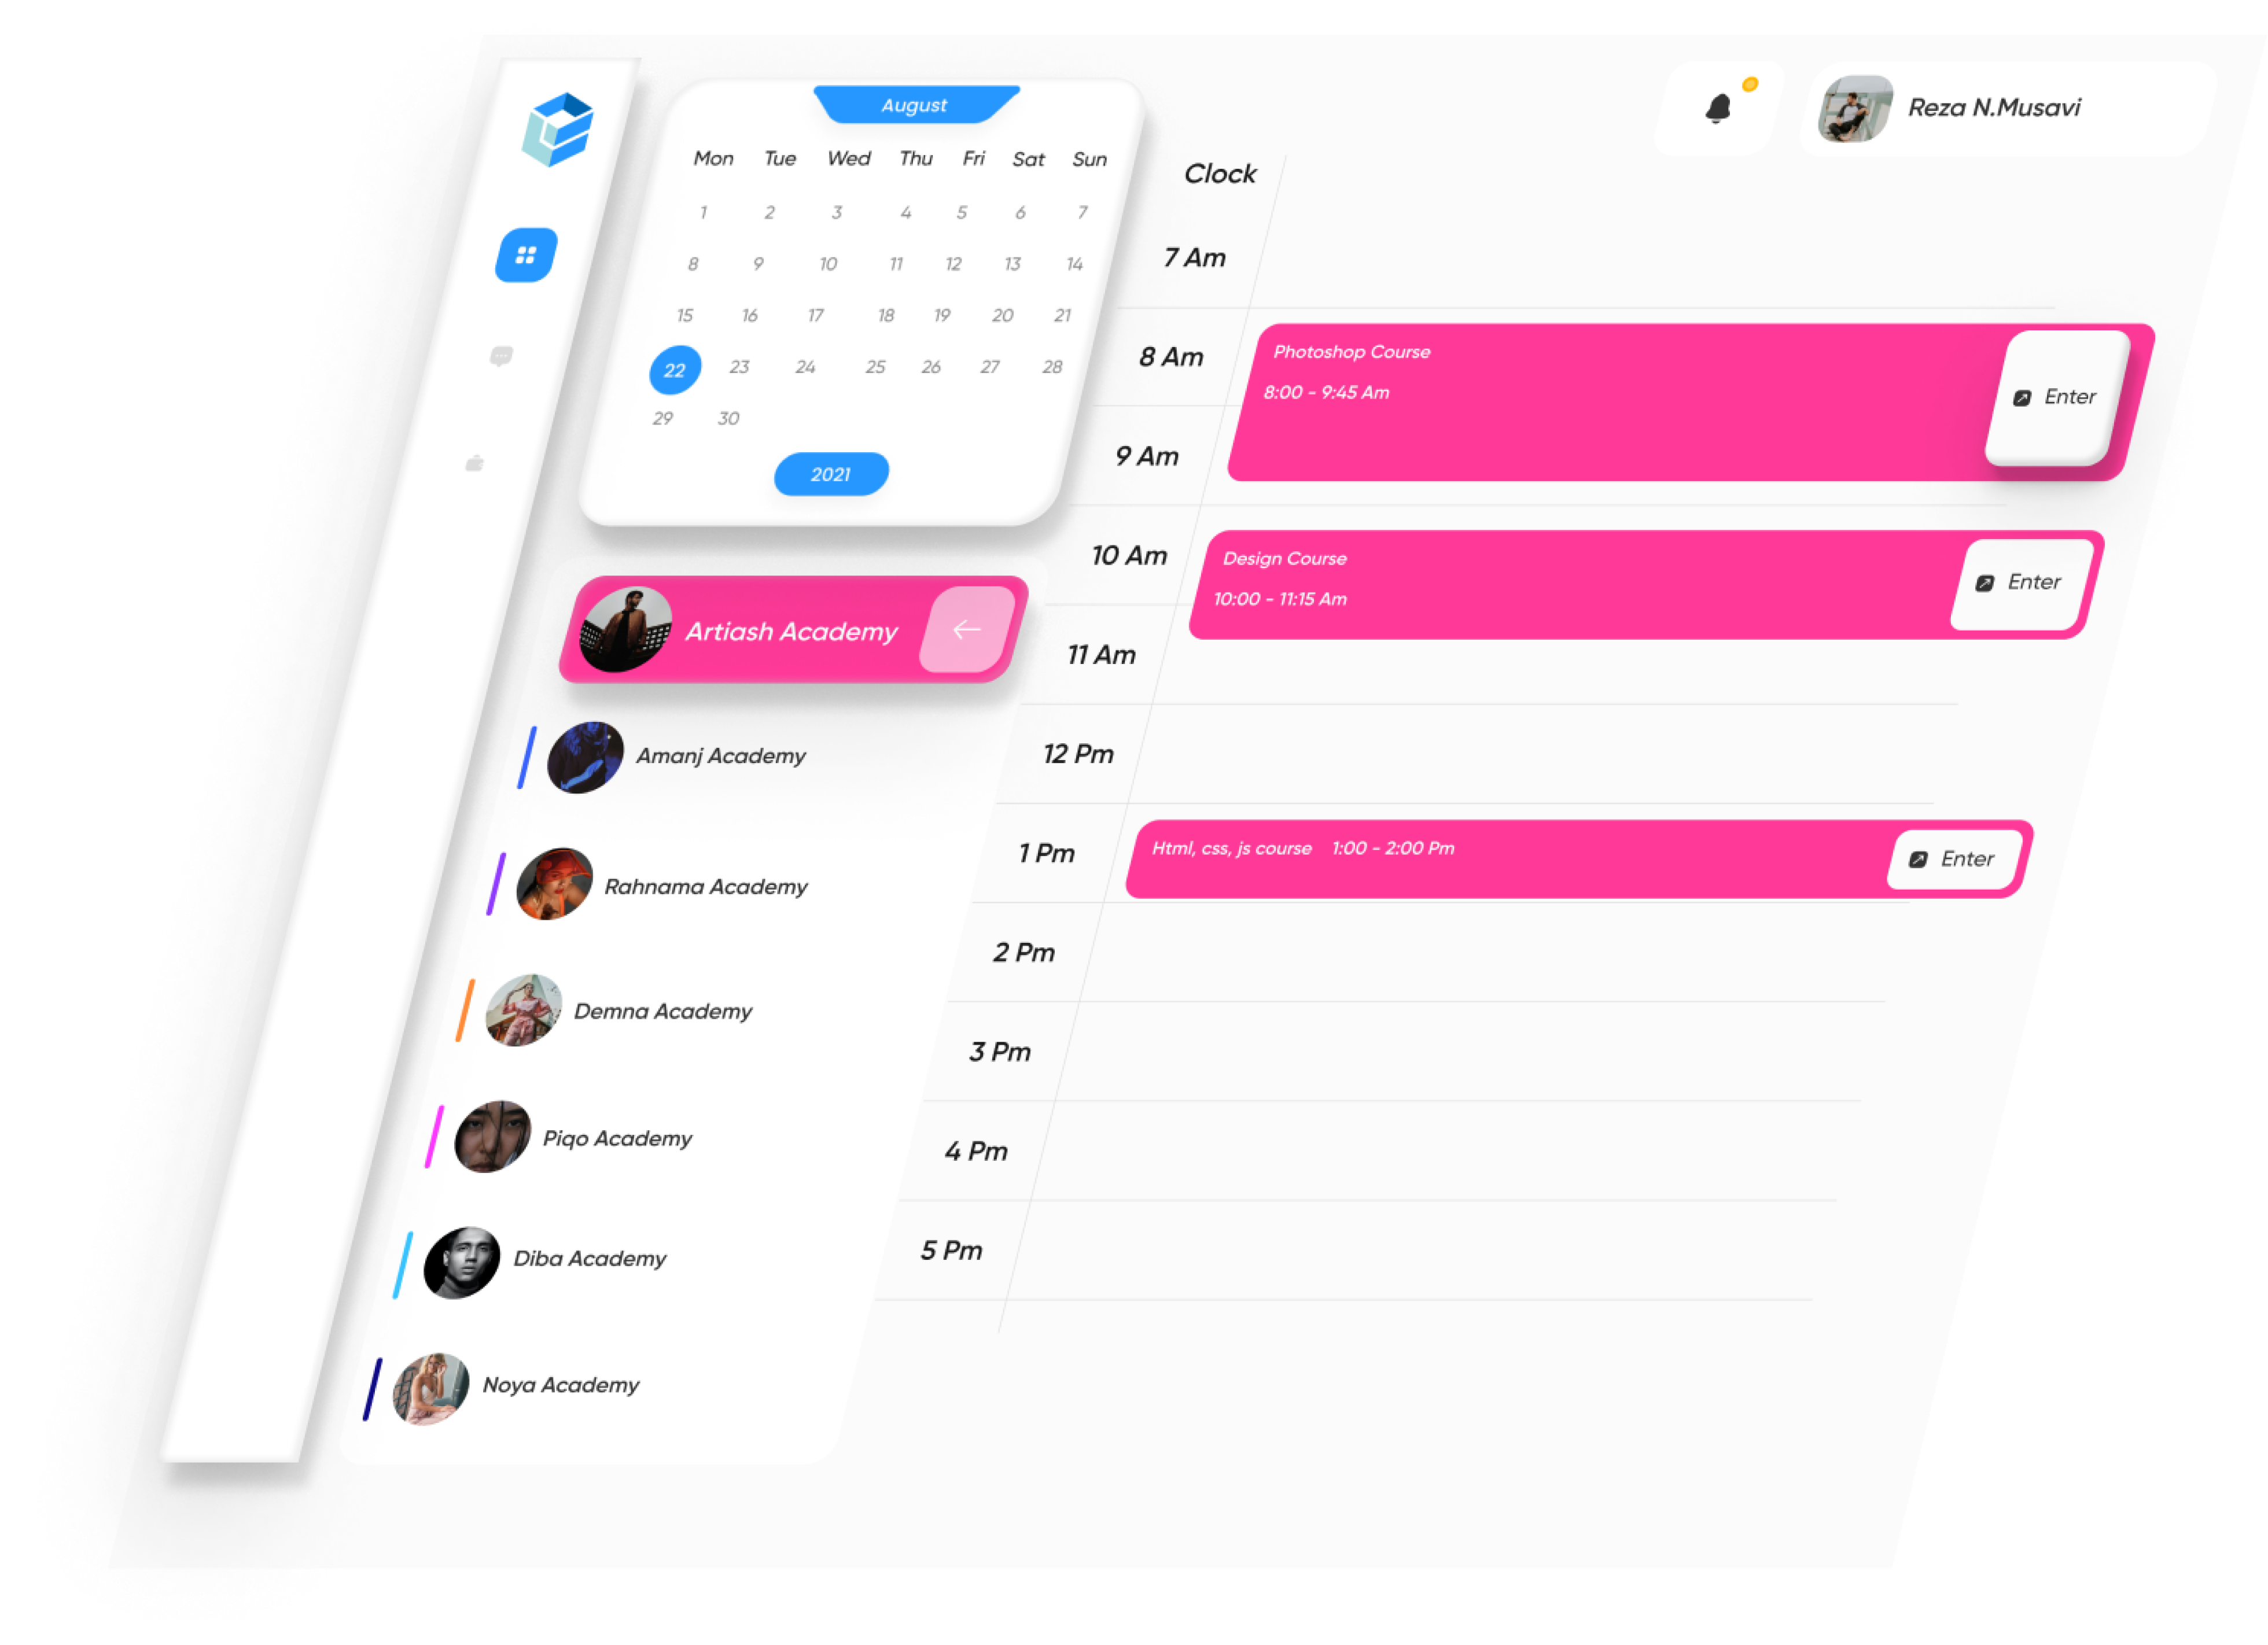 August
Mon Tue Wed Thu Fri Sat Sun
1 2 3 4 5 6 7
8 9 10 11 12 13 14
15 16 17 18 19 20 21
22 23 24 25 26 27 28
29 30
2021
Artiash Academy
Amanj Academy
Rahnama Academy
Demna Academy
Piqo Academy
Diba Academy
Noya Academy
Reza N.Musavi
Clock
7 Am
8 Am
Photoshop Course
8:00 - 9:45 Am
Enter
9 Am
10 Am
Design Course
10:00 - 11:15 Am
Enter
11 Am
12 Pm
1 Pm
Html, css, js course 1:00 - 2:00 Pm
Enter
2 Pm
3 Pm
4 Pm
5 Pm